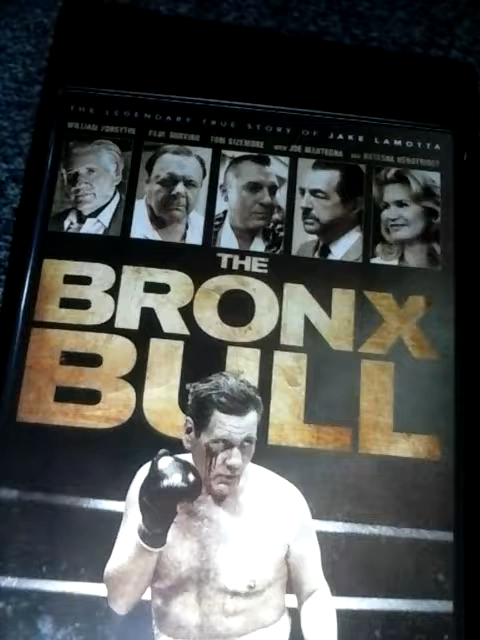 THE LEGENDARY TRUE STORY OF JAKE LAMOTTA
WILLIAM FORSYTHE PAUL SORVINO TOM SIZEMORE WITH JOE MANTEGNA AND NATASHA HENSTRIDGE
THE
BRONX
BULL